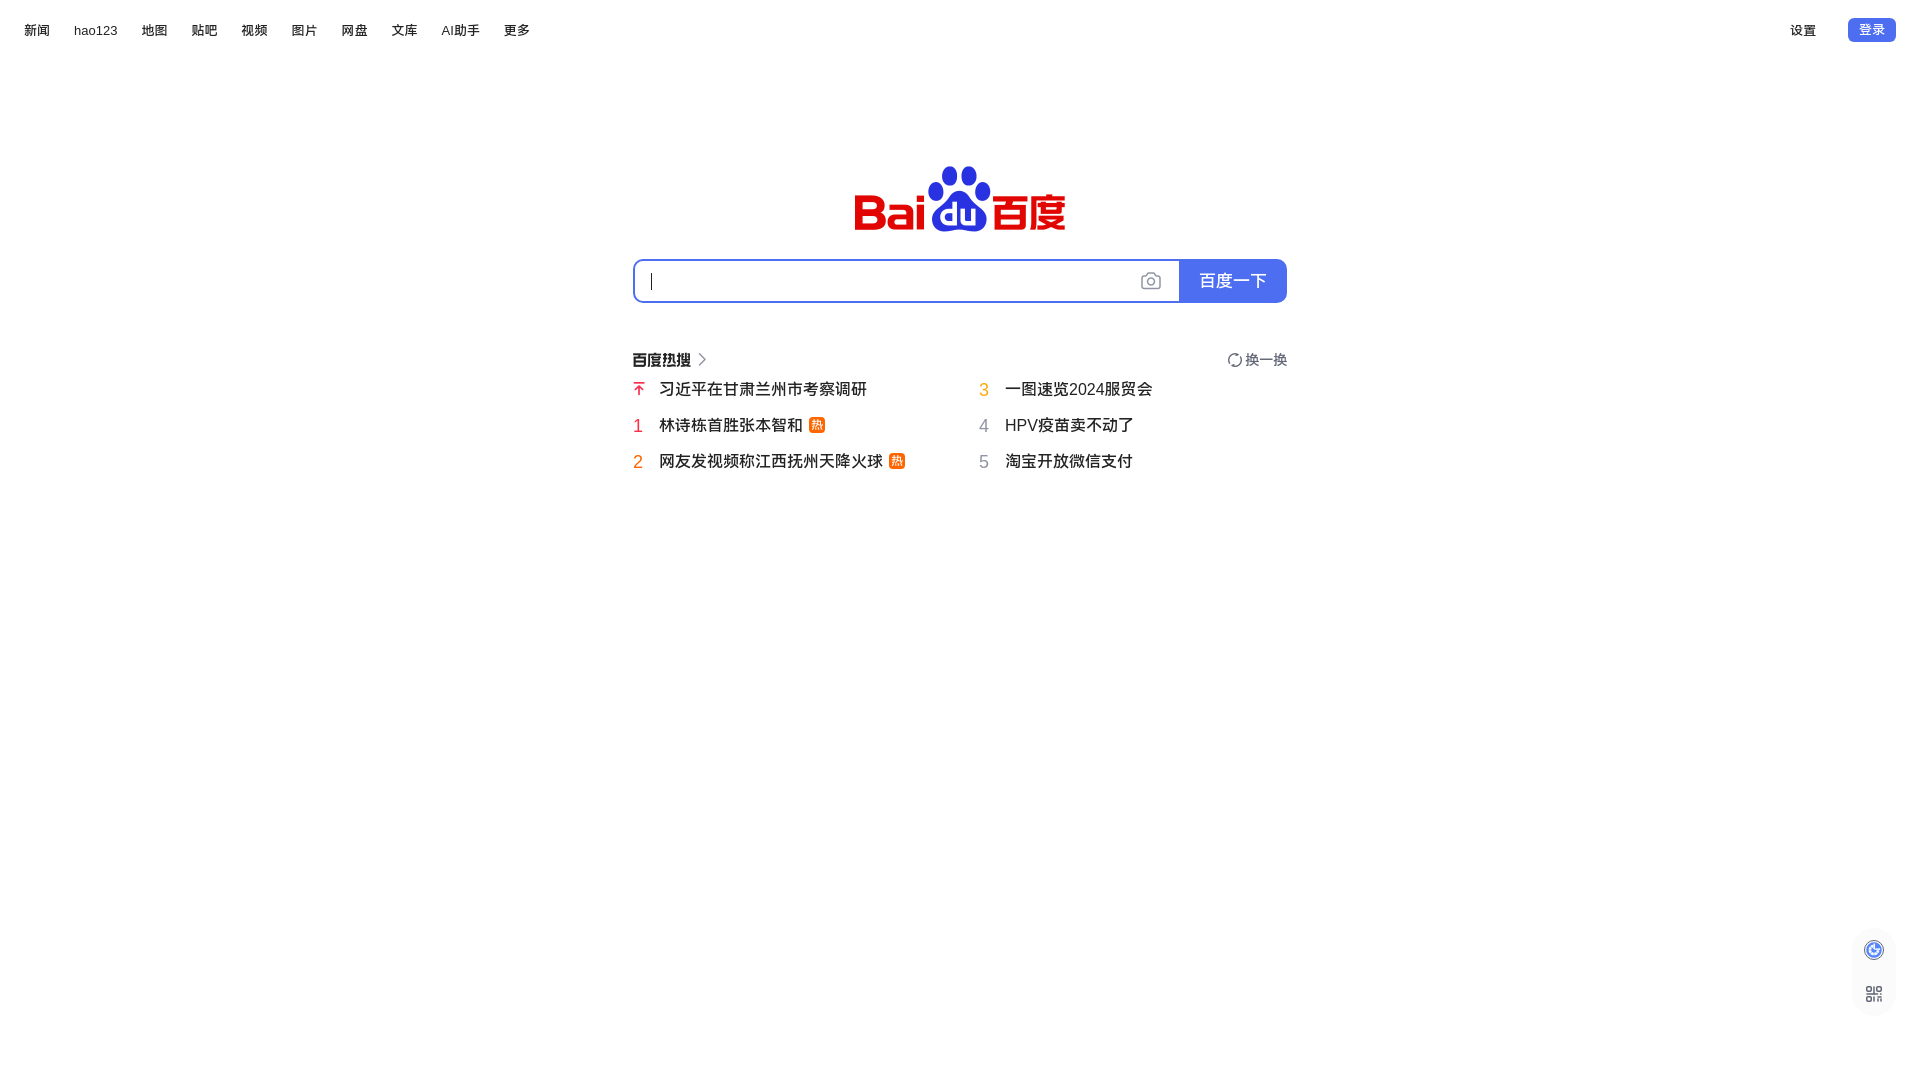 新闻 hao123 地图 贴吧 视频 图片 网盘 文库 AI助手 更多 设置 登录
Baidu百度
百度一下
百度热搜 换一换
习近平在甘肃兰州市考察调研
1 林诗栋首胜张本智和 热
2 网友发视频称江西抚州天降火球 热
3 一图速览2024服贸会
4 HPV疫苗卖不动了
5 淘宝开放微信支付